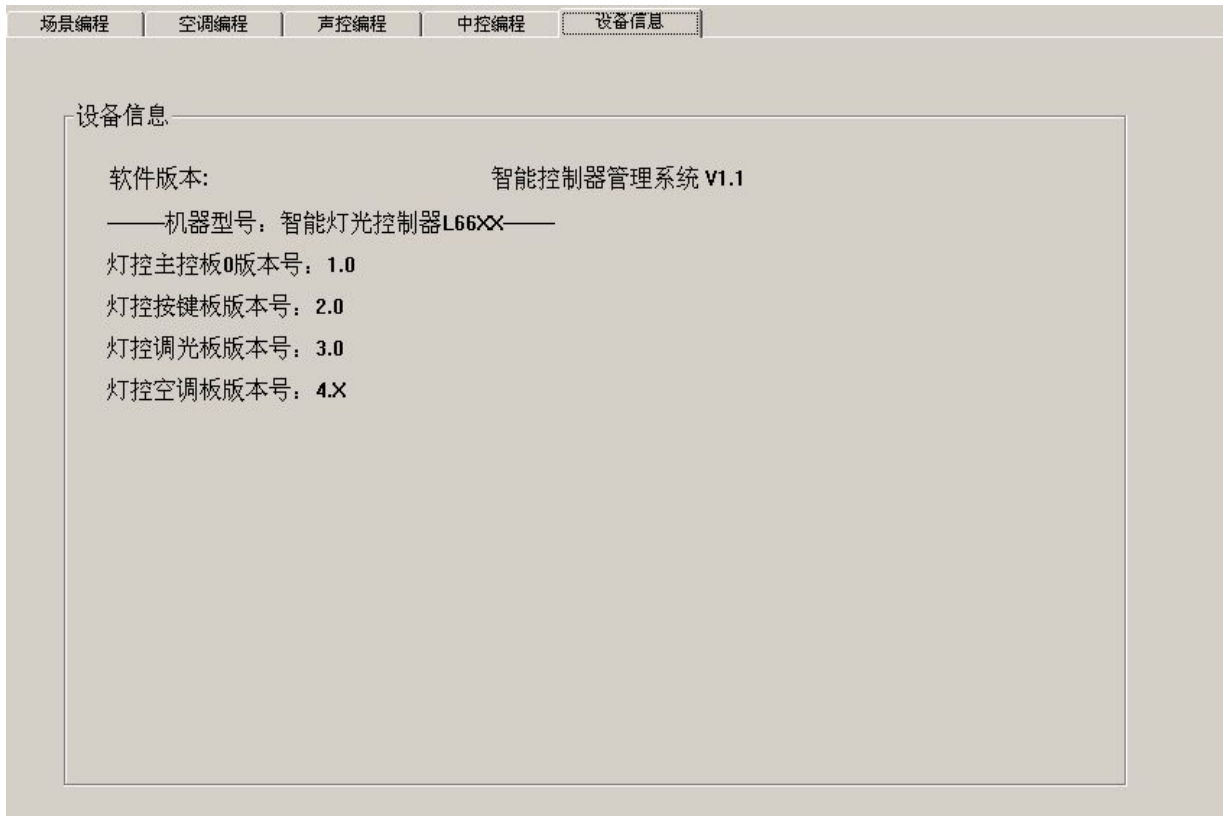 场景编程 空调编程 声控编程 中控编程 设备信息
设备信息
软件版本: 智能控制器管理系统 V1.1
——机器型号：智能灯光控制器L66XX——
灯控主控板0版本号：1.0
灯控按键板版本号：2.0
灯控调光板版本号：3.0
灯控空调板版本号：4.X